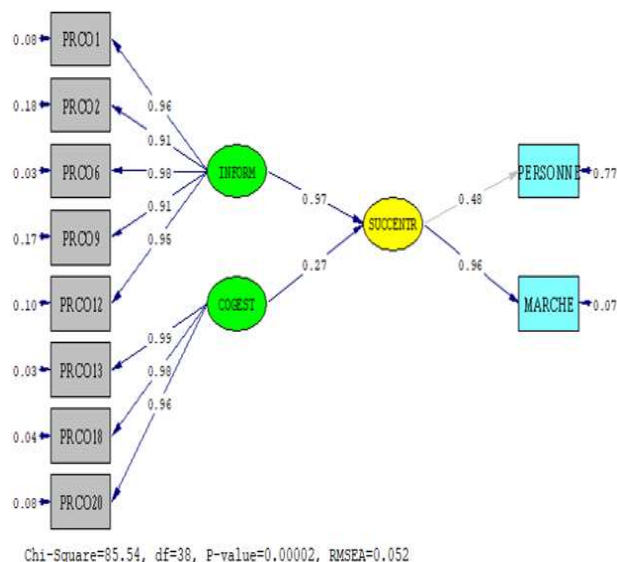 0.08 PRCO1
0.96
0.18 PRCO2
0.91
0.03 PRCO6
0.98
INFORM
PERSONNE 0.77
0.17 PRCO9
0.91
0.97
0.48
SUCCENTR
0.95
0.27
0.96
0.10 PRCO12
COGEST
MARCHE 0.07
0.99
0.03 PRCO13
0.98
0.96
0.04 PRCO18
0.08 PRCO20
Chi-Square=85.54, df=38, P-value=0.00002, RMSEA=0.052